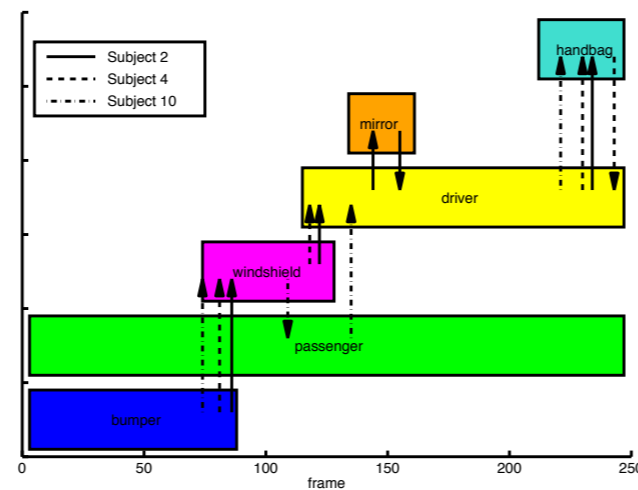 Subject 2
Subject 4
Subject 10
handbag
mirror
driver
windshield
passenger
bumper
0 50 100 150 200 250
frame